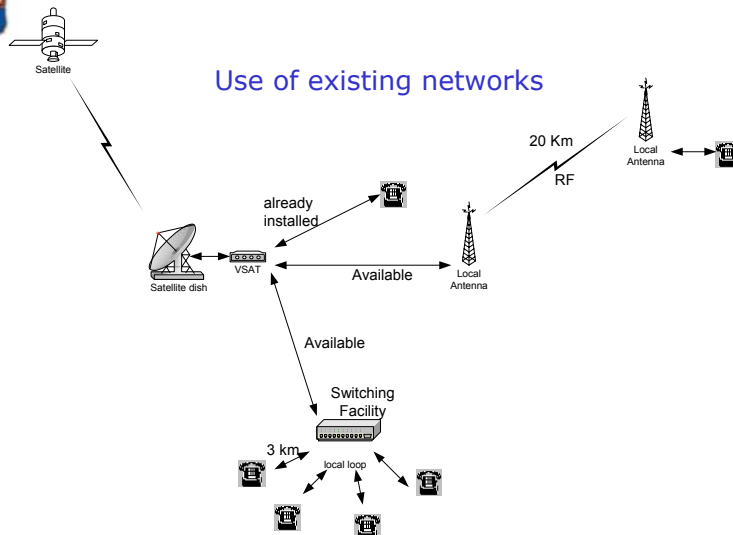 Use of existing networks
Satellite
20 Km
RF
Local
Antenna
already
installed
VSAT
Satellite dish
Available
Local
Antenna
Available
Switching
Facility
3 km
local loop